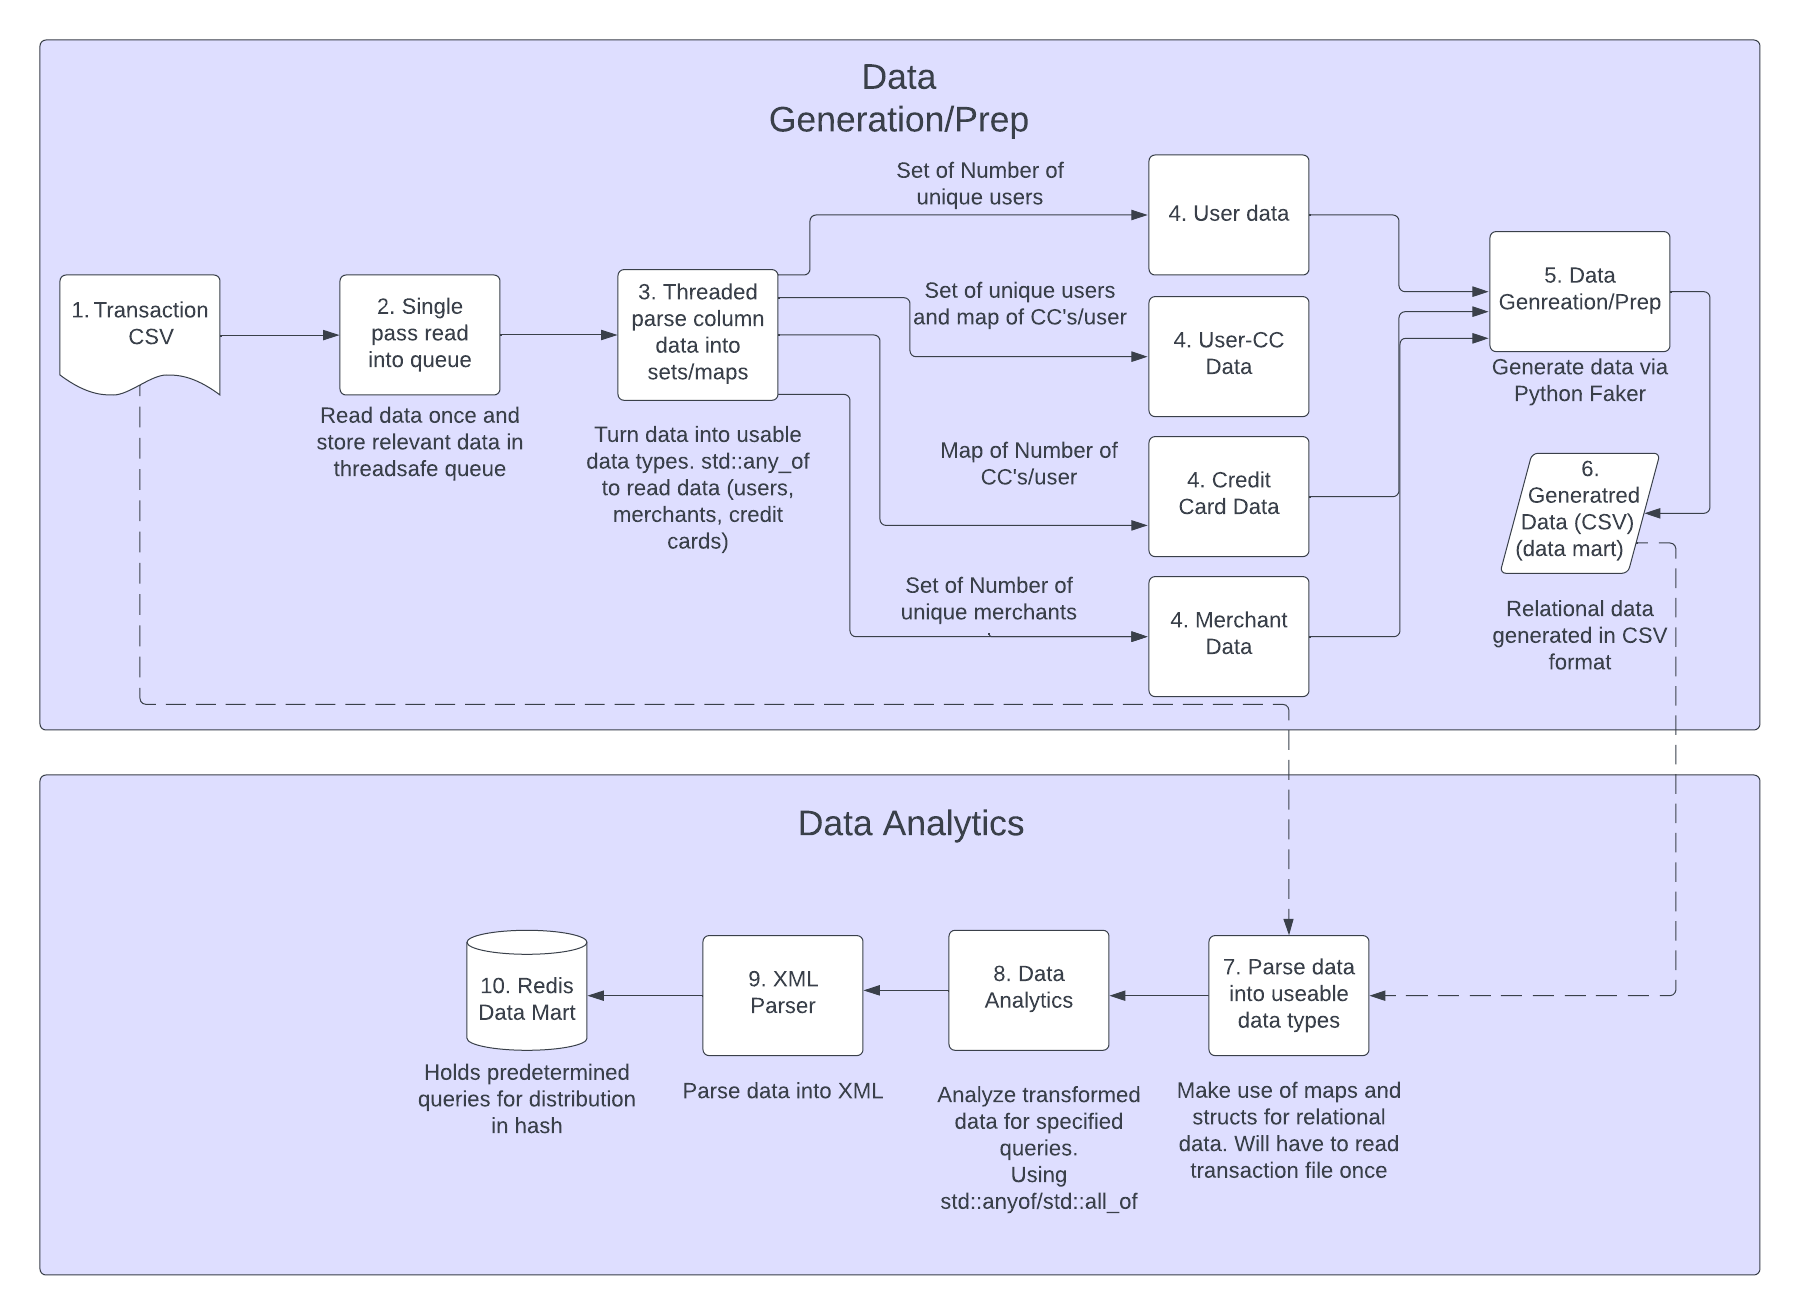 Data
Generation/Prep
1. Transaction
CSV
2. Single
pass read
into queue
Read data once and
store relevant data in
threadsafe queue
3. Threaded
parse column
data into
sets/maps
Turn data into usable
data types. std::any_of
to read data (users,
merchants, credit
cards)
Set of Number of
unique users
Set of unique users
and map of CC's/user
Map of Number of
CC's/user
Set of Number of
unique merchants
4. User data
4. User-CC
Data
4. Credit
Card Data
4. Merchant
Data
5. Data
Genreation/Prep
Generate data via
Python Faker
6.
Generatred
Data (CSV)
(data mart)
Relational data
generated in CSV
format
Data Analytics
10. Redis
Data Mart
Holds predetermined
queries for distribution
in hash
9. XML
Parser
Parse data into XML
8. Data
Analytics
Analyze transformed
data for specified
queries.
Using
std::anyof/std::all_of
7. Parse data
into useable
data types
Make use of maps and
structs for relational
data. Will have to read
transaction file once